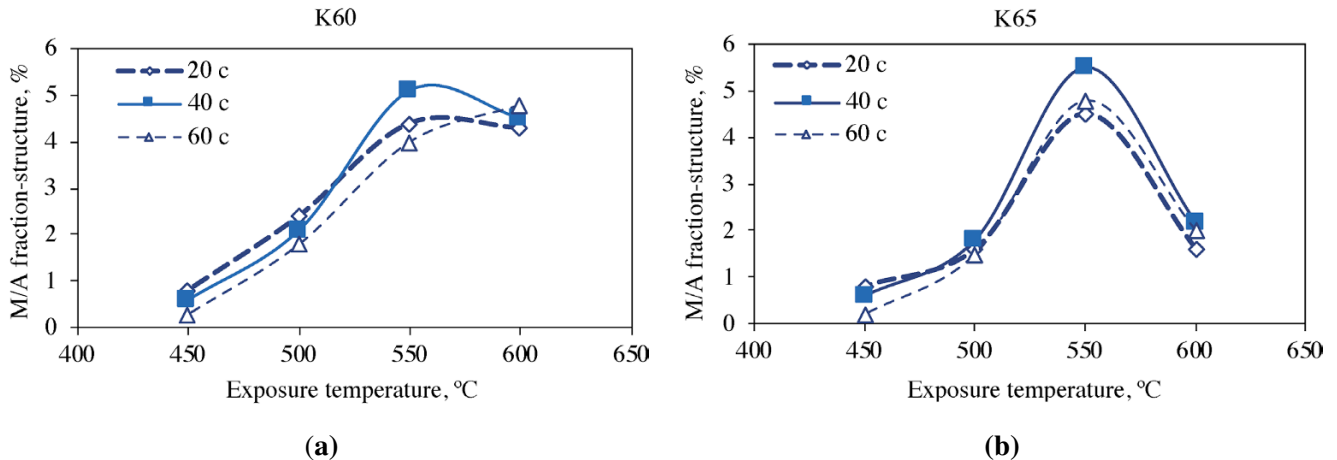 K60
M/A fraction-structure, %
6
5
4
3
2
1
0
20 c
40 c
60 c
400 450 500 550 600 650
Exposure temperature, ºC
(a)
K65
M/A fraction-structure, %
6
5
4
3
2
1
0
20 c
40 c
60 c
400 450 500 550 600 650
Exposure temperature, ºC
(b)